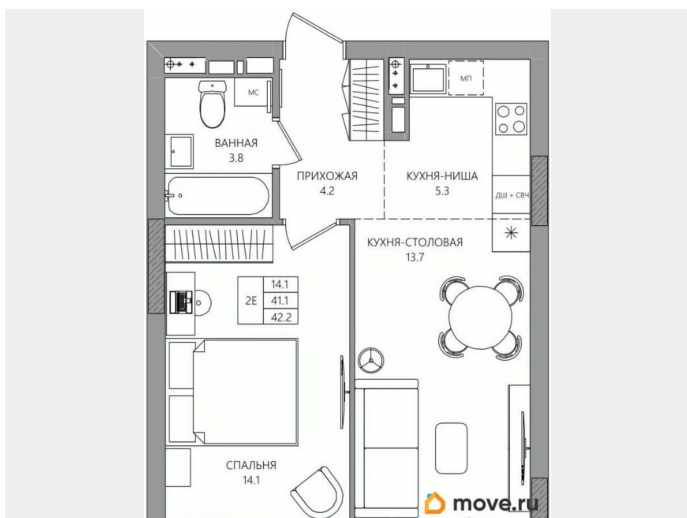 МС
МП
ВАННАЯ
3.8
ПРИХОЖАЯ
4.2
КУХНЯ-НИША
5.3
ДШ + СВЧ
КУХНЯ-СТОЛОВАЯ
13.7
2Е
14.1
41.1
42.2
СПАЛЬНЯ
14.1
move.ru